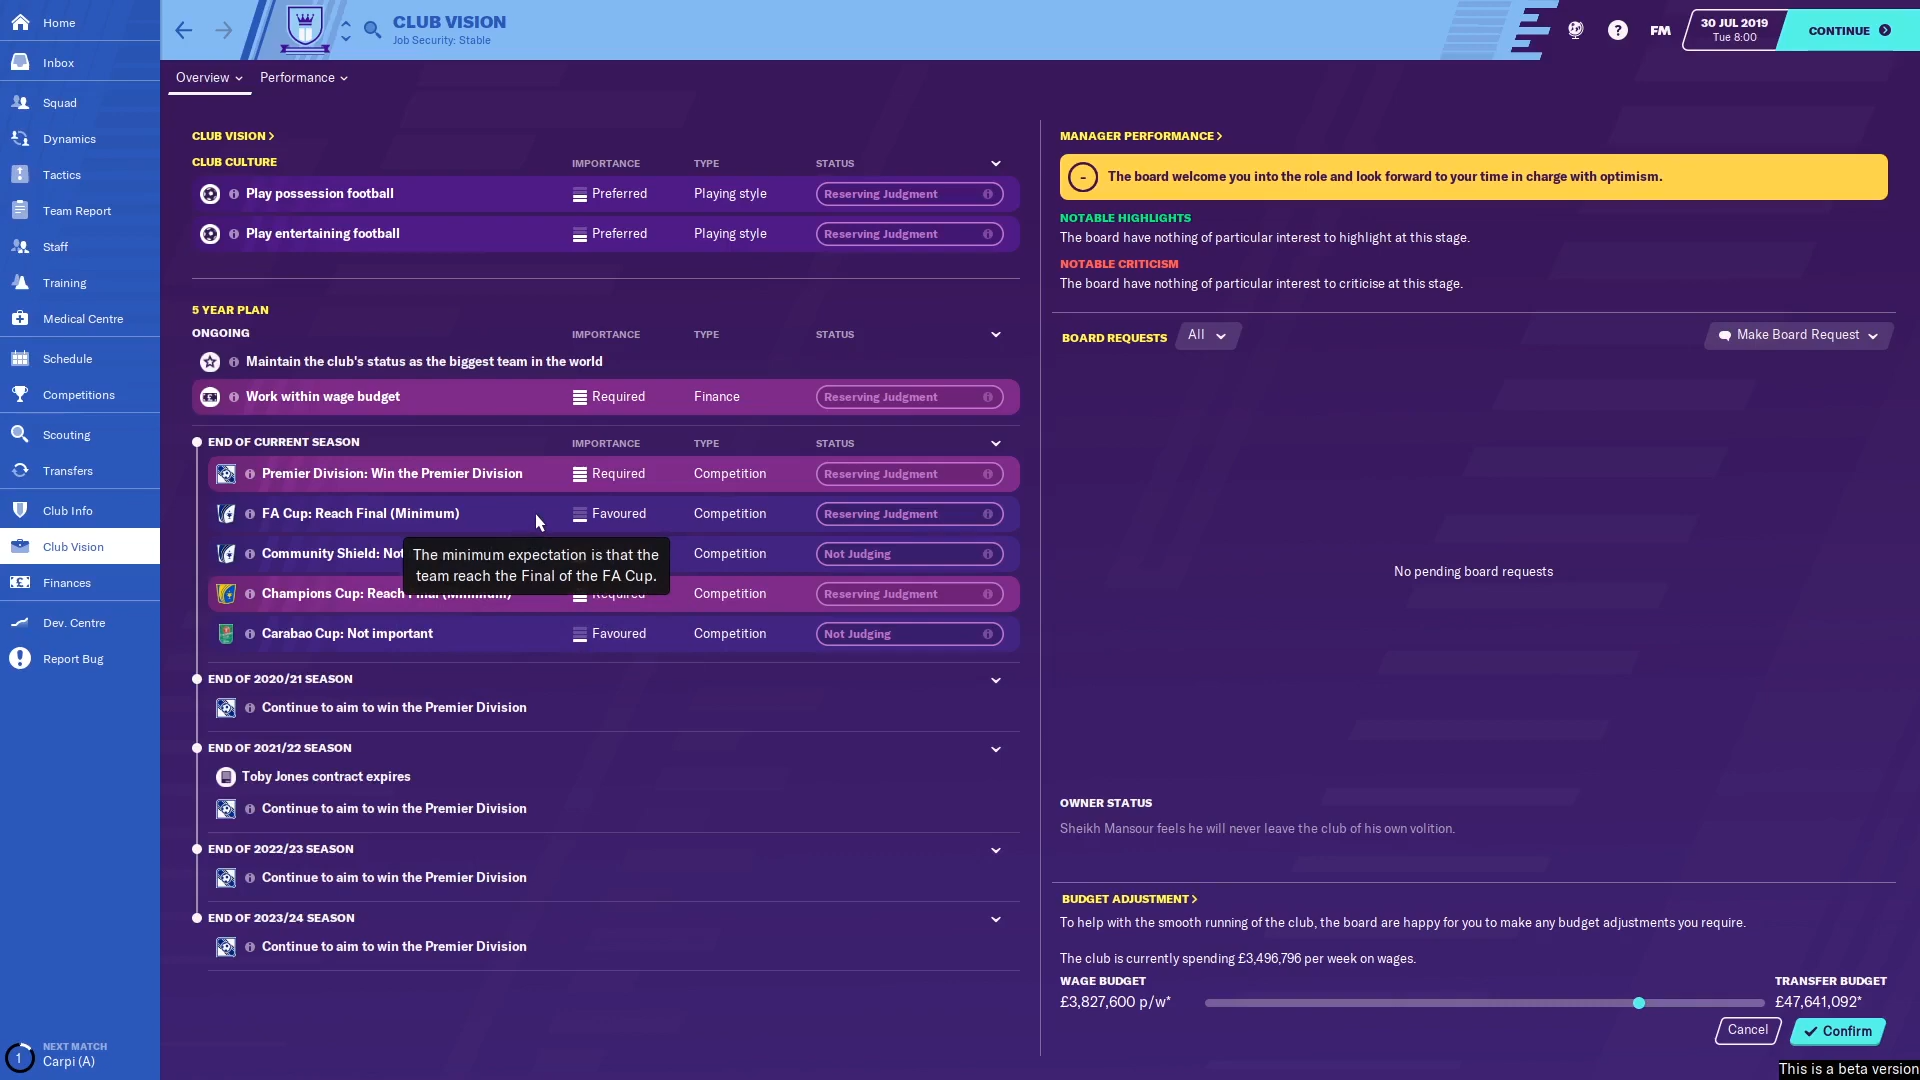 Home
Inbox
Squad
Dynamics
Tactics
Team Report
Staff
Training
Medical Centre
Schedule
Competitions
Scouting
Transfers
Club Info
Club Vision
Finances
Dev. Centre
Report Bug
1
NEXT MATCH
Carpi (A)
CLUB VISION
Job Security: Stable
?
FM
30 JUL 2019
Tue 8:00
CONTINUE
Overview
Performance
CLUB VISION
CLUB CULTURE IMPORTANCE TYPE STATUS
Play possession football Preferred Playing style Reserving Judgment
Play entertaining football Preferred Playing style Reserving Judgment
5 YEAR PLAN
ONGOING IMPORTANCE TYPE STATUS
Maintain the club's status as the biggest team in the world
Work within wage budget Required Finance Reserving Judgment
END OF CURRENT SEASON IMPORTANCE TYPE STATUS
Premier Division: Win the Premier Division Required Competition Reserving Judgment
FA Cup: Reach Final (Minimum) Favoured Competition Reserving Judgment
Community Shield: Not Competition Not Judging
The minimum expectation is that the
team reach the Final of the FA Cup.
Champions Cup: Reach Final (Minimum) Required Competition Reserving Judgment
Carabao Cup: Not important Favoured Competition Not Judging
END OF 2020/21 SEASON
Continue to aim to win the Premier Division
END OF 2021/22 SEASON
Toby Jones contract expires
Continue to aim to win the Premier Division
END OF 2022/23 SEASON
Continue to aim to win the Premier Division
END OF 2023/24 SEASON
Continue to aim to win the Premier Division
MANAGER PERFORMANCE
- The board welcome you into the role and look forward to your time in charge with optimism.
NOTABLE HIGHLIGHTS
The board have nothing of particular interest to highlight at this stage.
NOTABLE CRITICISM
The board have nothing of particular interest to criticise at this stage.
BOARD REQUESTS All Make Board Request
No pending board requests
OWNER STATUS
Sheikh Mansour feels he will never leave the club of his own volition.
BUDGET ADJUSTMENT
To help with the smooth running of the club, the board are happy for you to make any budget adjustments you require.
The club is currently spending £3,496,796 per week on wages.
WAGE BUDGET TRANSFER BUDGET
£3,827,600 p/w* £47,641,092*
Cancel Confirm
This is a beta version